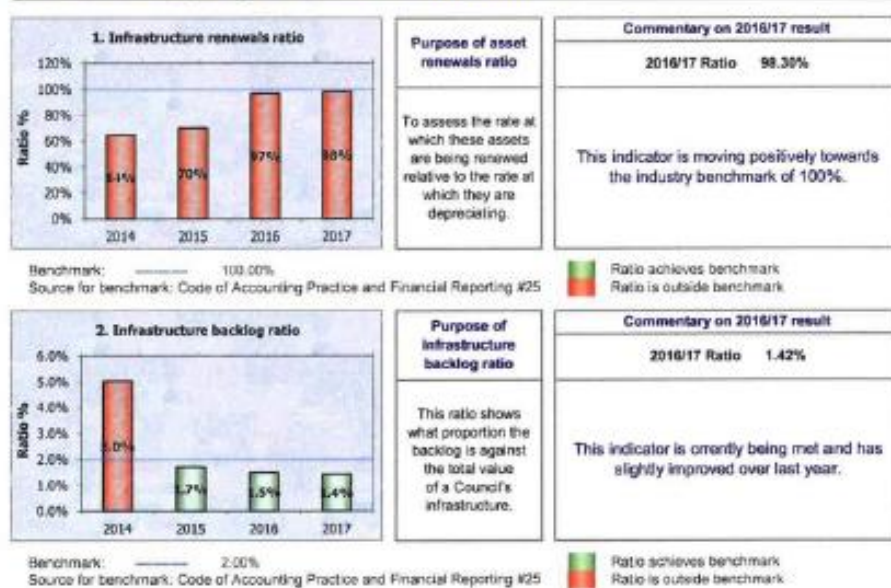 1. Infrastructure renewals ratio
120%
100%
80%
60%
40%
20%
0%
Ratio %
64%
70%
97%
98%
2014 2015 2016 2017
Purpose of asset
renewals ratio
To assess the rate at
which these assets
are being renewed
relative to the rate at
which they are
depreciating.
Commentary on 2016/17 result
2016/17 Ratio 98.30%
This indicator is moving positively towards
the industry benchmark of 100%.
Benchmark: 100.00%
Source for benchmark: Code of Accounting Practice and Financial Reporting #25
Ratio achieves benchmark
Ratio is outside benchmark
2. Infrastructure backlog ratio
6.0%
5.0%
4.0%
3.0%
2.0%
1.0%
0.0%
Ratio %
5.0%
1.7%
1.5%
1.4%
2014 2015 2016 2017
Purpose of
infrastructure
backlog ratio
This ratio shows
what proportion the
backlog is against
the total value
of a Council's
infrastructure.
Commentary on 2016/17 result
2016/17 Ratio 1.42%
This indicator is orrently being met and has
slightly improved over last year.
Benchmark: 2.00%
Source for benchmark: Code of Accounting Practice and Financial Reporting #25
Ratio achieves benchmark
Ratio is outside benchmark